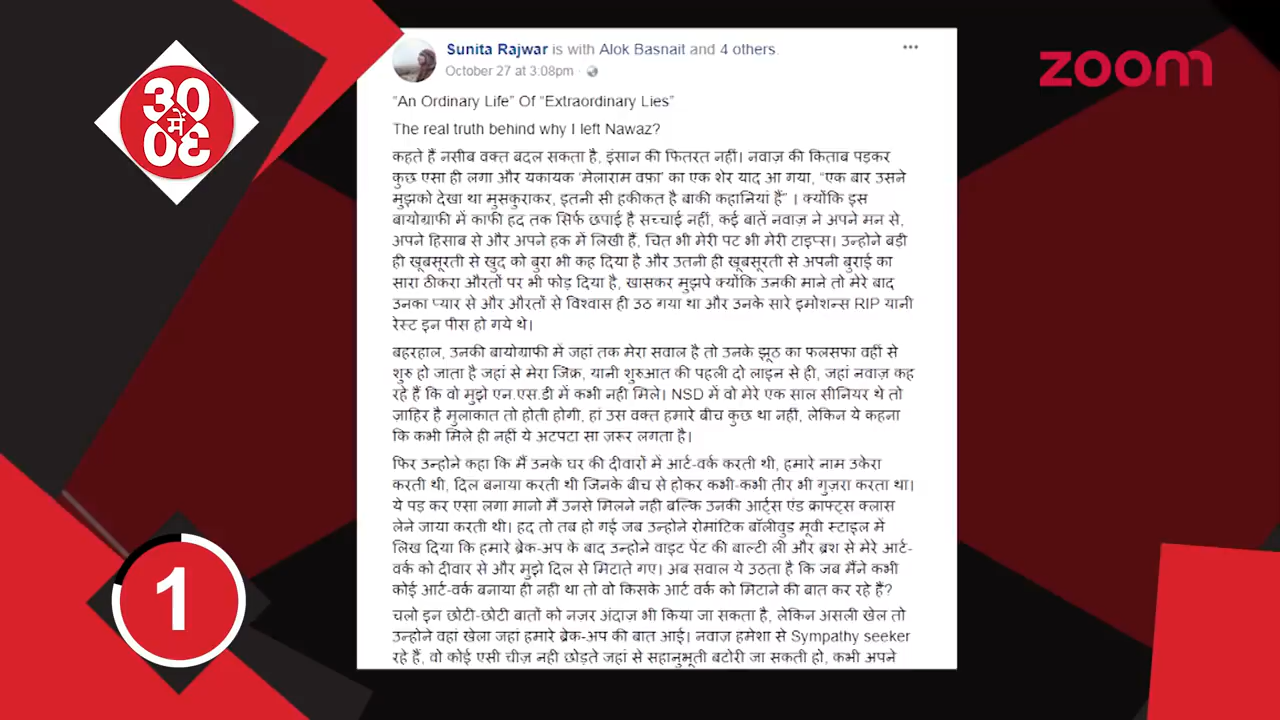 30
में
30
zoom
Sunita Rajwar is with Alok Basnait and 4 others.
October 27 at 3:08pm ·
“An Ordinary Life” Of “Extraordinary Lies”
The real truth behind why I left Nawaz?
कहते हैं नसीब वक्त बदल सकता है, इंसान की फितरत नहीं। नवाज़ की किताब पड़कर
कुछ एसा ही लगा और यकायक ‘मेलाराम वफ़ा’ का एक शेर याद आ गया, “एक बार उसने
मुझको देखा था मुसकुराकर, इतनी सी हकीकत है बाकी कहानियां हैं” । क्योंकि इस
बायोग्राफी में काफी हद तक सिर्फ छपाई है सच्चाई नहीं, कई बातें नवाज़ ने अपने मन से,
अपने हिसाब से और अपने हक में लिखी हैं, चित भी मेरी पट भी मेरी टाइप्स। उन्होने बड़ी
ही खूबसूरती से खुद को बुरा भी कह दिया है और उतनी ही खूबसूरती से अपनी बुराई का
सारा ठीकरा औरतों पर भी फोड़ दिया है, खासकर मुझपे क्योंकि उनकी माने तो मेरे बाद
उनका प्यार से और औरतों से विश्वास ही उठ गया था और उनके सारे इमोशन्स RIP यानी
रेस्ट इन पीस हो गये थे।
बहरहाल, उनकी बायोग्राफी में जहां तक मेरा सवाल है तो उनके झूठ का फलसफा वहीं से
शुरु हो जाता है जहां से मेरा जिक्र, यानी शुरुआत की पहली दो लाइन से ही, जहां नवाज़ कह
रहे हैं कि वो मुझे एन.एस.डी में कभी नही मिले। NSD में वो मेरे एक साल सीनियर थे तो
ज़ाहिर है मुलाकात तो होती होगी, हां उस वक्त हमारे बीच कुछ था नहीं, लेकिन ये कहना
कि कभी मिले ही नहीं ये अटपटा सा ज़रूर लगता है।
फिर उन्होने कहा कि मैं उनके घर की दीवारों में आर्ट-वर्क करती थी, हमारे नाम उकेरा
करती थी, दिल बनाया करती थी जिनके बीच से होकर कभी-कभी तीर भी गुज़रा करता था।
ये पड़ कर एसा लगा मानो मैं उनसे मिलने नही बल्कि उनकी आर्ट्स एंड क्राफ्ट्स क्लास
लेने जाया करती थी। हद तो तब हो गई जब उन्होने रोमांटिक बॉलीवुड मूवी स्टाइल में
लिख दिया कि हमारे ब्रेक-अप के बाद उन्होने वाइट पेंट की बाल्टी ली और ब्रश से मेरे आर्ट-
वर्क को दीवार से और मुझे दिल से मिटाते गए। अब सवाल ये उठता है कि जब मैंने कभी
कोई आर्ट-वर्क बनाया ही नही था तो वो किसके आर्ट वर्क को मिटाने की बात कर रहे हैं?
चलो इन छोटी-छोटी बातों को नज़र अंदाज़ भी किया जा सकता है, लेकिन असली खेल तो
उन्होने वहां खेला जहां हमारे ब्रेक-अप की बात आई। नवाज़ हमेशा से Sympathy seeker
रहे हैं, वो कोई एसी चीज़ नही छोड़ते जहां से सहानुभूती बटोरी जा सकती हो, कभी अपने
1